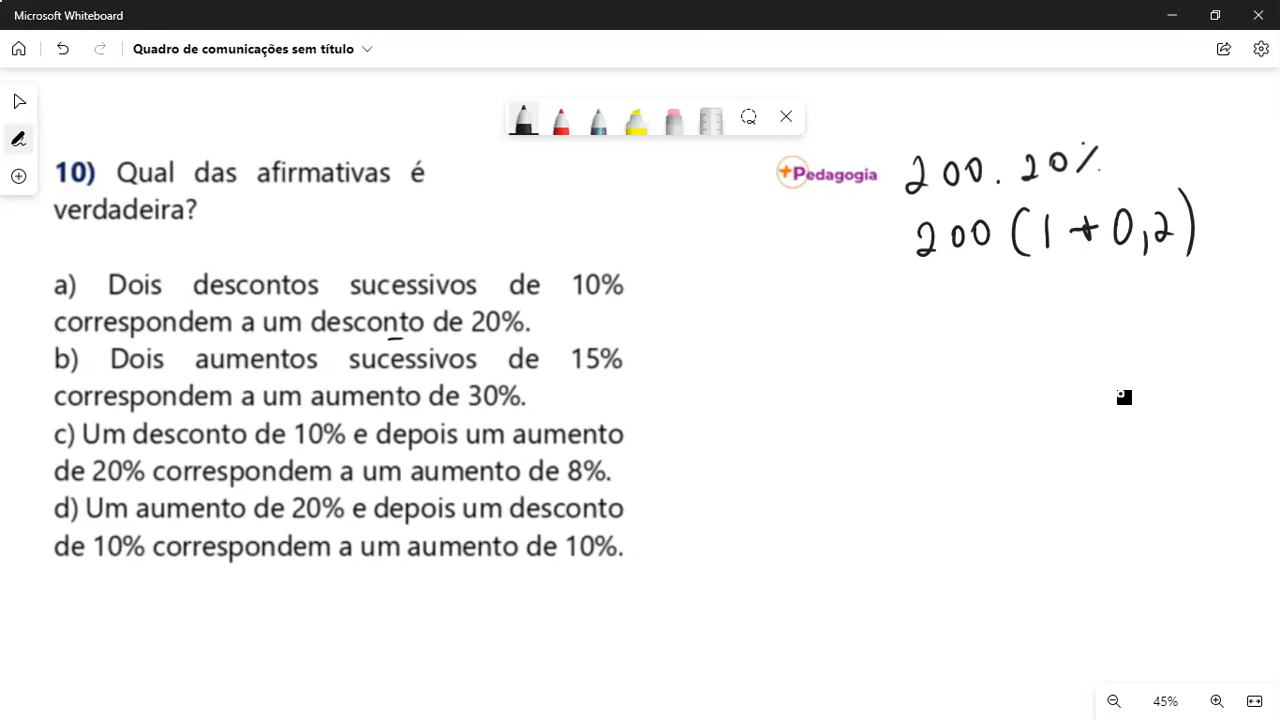 Microsoft Whiteboard
Quadro de comunicações sem título
10) Qual das afirmativas é
verdadeira?
a) Dois descontos sucessivos de 10%
correspondem a um desconto de 20%.
b) Dois aumentos sucessivos de 15%
correspondem a um aumento de 30%.
c) Um desconto de 10% e depois um aumento
de 20% correspondem a um aumento de 8%.
d) Um aumento de 20% e depois um desconto
de 10% correspondem a um aumento de 10%.
+Pedagogia
200 . 20%
200 (1 + 0,2)
45%